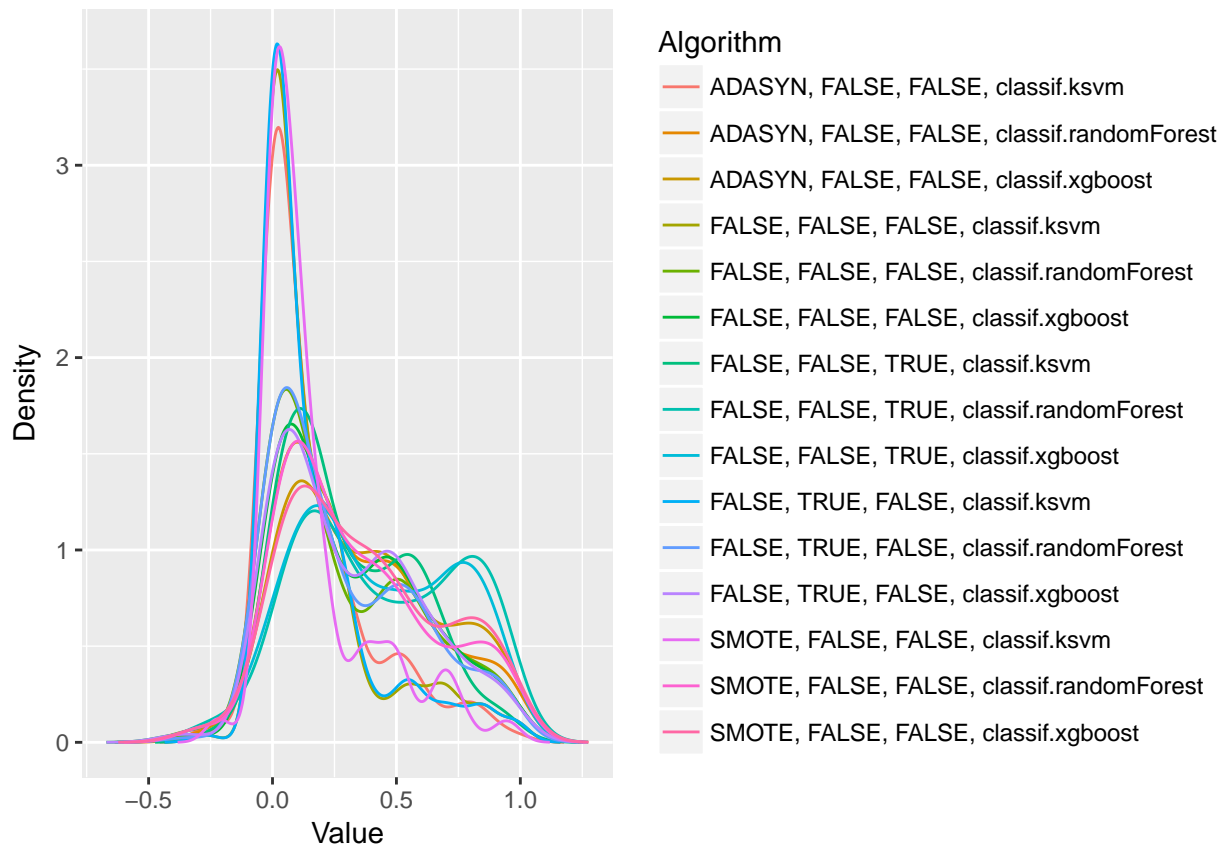 Density
3
2
1
0
−0.5
0.0
0.5
1.0
Value
Algorithm
ADASYN, FALSE, FALSE, classif.ksvm
ADASYN, FALSE, FALSE, classif.randomForest
ADASYN, FALSE, FALSE, classif.xgboost
FALSE, FALSE, FALSE, classif.ksvm
FALSE, FALSE, FALSE, classif.randomForest
FALSE, FALSE, FALSE, classif.xgboost
FALSE, FALSE, TRUE, classif.ksvm
FALSE, FALSE, TRUE, classif.randomForest
FALSE, FALSE, TRUE, classif.xgboost
FALSE, TRUE, FALSE, classif.ksvm
FALSE, TRUE, FALSE, classif.randomForest
FALSE, TRUE, FALSE, classif.xgboost
SMOTE, FALSE, FALSE, classif.ksvm
SMOTE, FALSE, FALSE, classif.randomForest
SMOTE, FALSE, FALSE, classif.xgboost